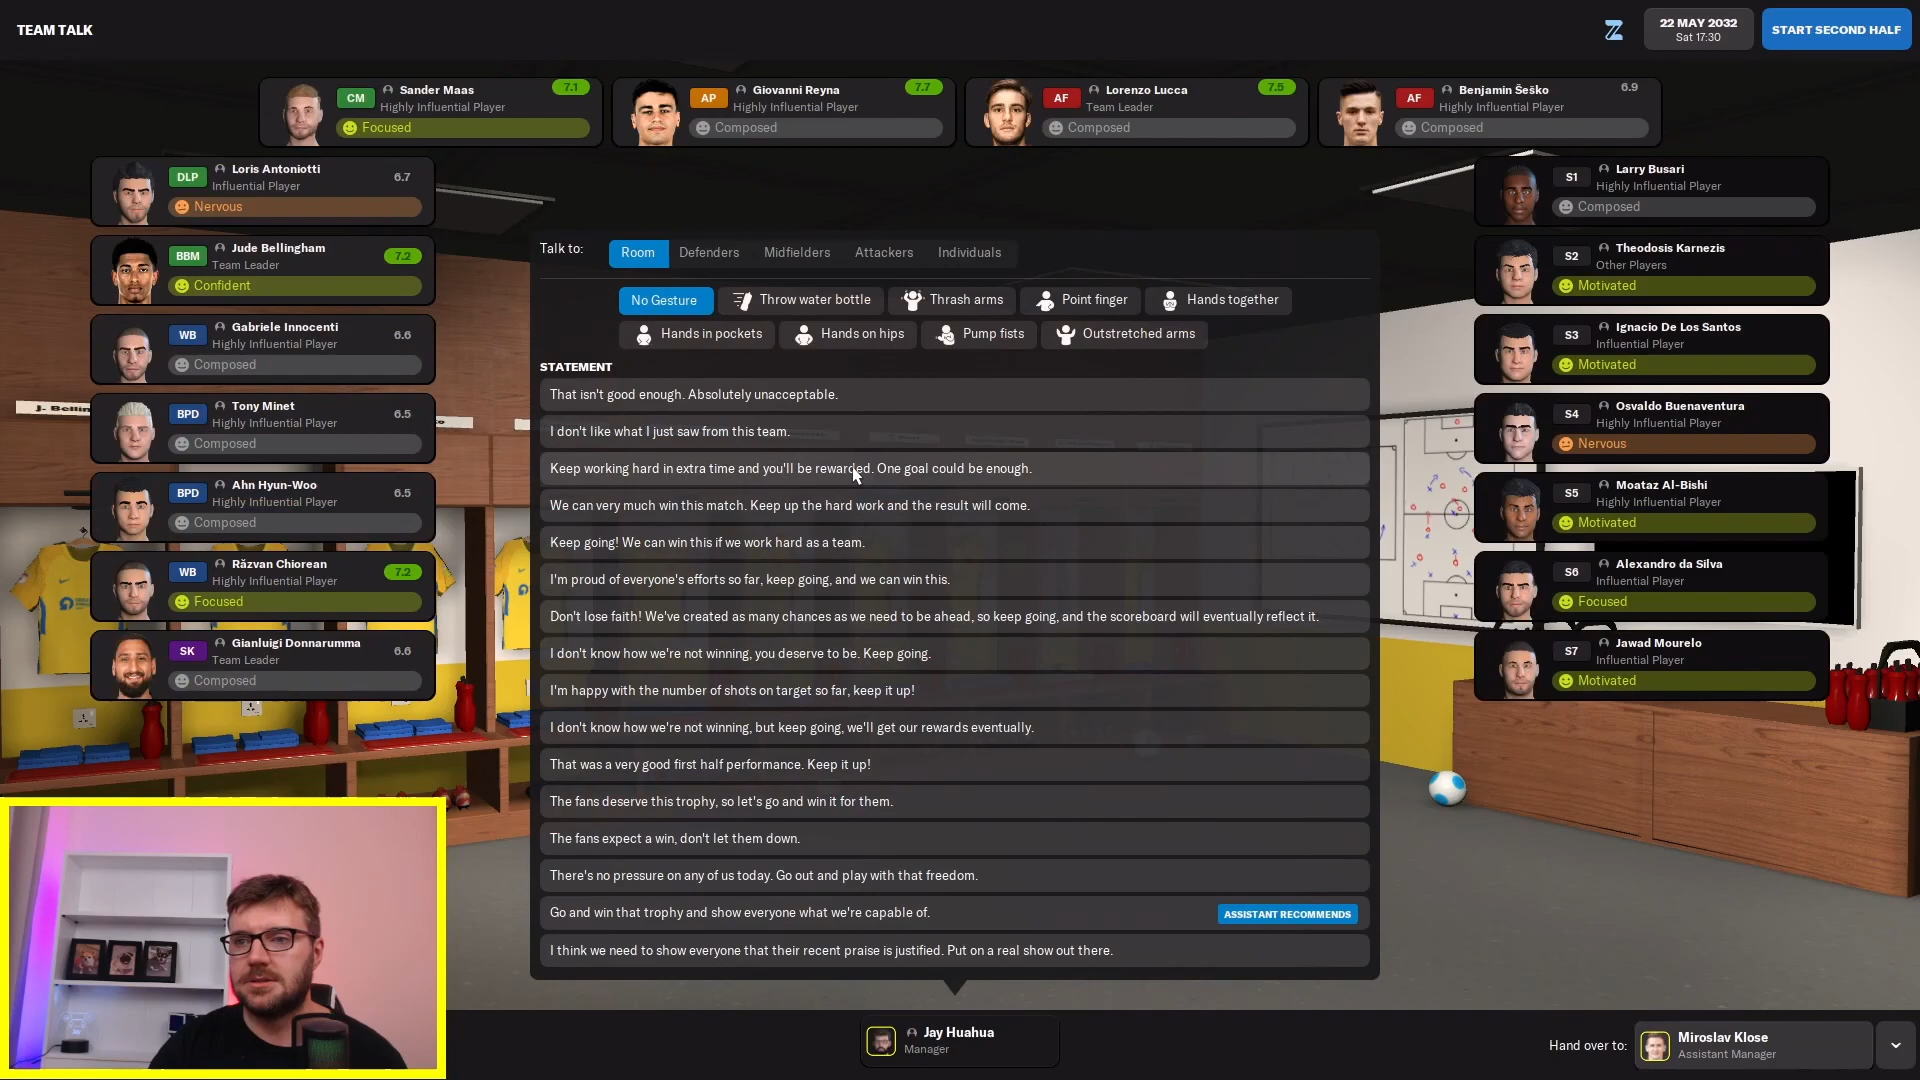 TEAM TALK
22 MAY 2032
Sat 17:30
START SECOND HALF
CM
Sander Maas
7.1
Highly Influential Player
Focused
AP
Giovanni Reyna
7.7
Highly Influential Player
Composed
AF
Lorenzo Lucca
7.5
Team Leader
Composed
AF
Benjamin Šeško
6.9
Highly Influential Player
Composed
DLP
Loris Antoniotti
6.7
Influential Player
Nervous
BBM
Jude Bellingham
7.2
Team Leader
Confident
WB
Gabriele Innocenti
6.6
Highly Influential Player
Composed
BPD
Tony Minet
6.5
Highly Influential Player
Composed
BPD
Ahn Hyun-Woo
6.5
Highly Influential Player
Composed
WB
Răzvan Chiorean
7.2
Highly Influential Player
Focused
SK
Gianluigi Donnarumma
6.6
Team Leader
Composed
J. Bellin
Talk to:
Room
Defenders
Midfielders
Attackers
Individuals
No Gesture
Throw water bottle
Thrash arms
Point finger
Hands together
Hands in pockets
Hands on hips
Pump fists
Outstretched arms
STATEMENT
That isn't good enough. Absolutely unacceptable.
I don't like what I just saw from this team.
Keep working hard in extra time and you'll be rewarded. One goal could be enough.
We can very much win this match. Keep up the hard work and the result will come.
Keep going! We can win this if we work hard as a team.
I'm proud of everyone's efforts so far, keep going, and we can win this.
Don't lose faith! We've created as many chances as we need to be ahead, so keep going, and the scoreboard will eventually reflect it.
I don't know how we're not winning, you deserve to be. Keep going.
I'm happy with the number of shots on target so far, keep it up!
I don't know how we're not winning, but keep going, we'll get our rewards eventually.
That was a very good first half performance. Keep it up!
The fans deserve this trophy, so let's go and win it for them.
The fans expect a win, don't let them down.
There's no pressure on any of us today. Go out and play with that freedom.
Go and win that trophy and show everyone what we're capable of.
ASSISTANT RECOMMENDS
I think we need to show everyone that their recent praise is justified. Put on a real show out there.
S1
Larry Busari
Highly Influential Player
Composed
S2
Theodosis Karnezis
Other Players
Motivated
S3
Ignacio De Los Santos
Influential Player
Motivated
S4
Osvaldo Buenaventura
Highly Influential Player
Nervous
S5
Moataz Al-Bishi
Highly Influential Player
Motivated
S6
Alexandro da Silva
Influential Player
Focused
S7
Jawad Mourelo
Influential Player
Motivated
Jay Huahua
Manager
Hand over to:
Miroslav Klose
Assistant Manager